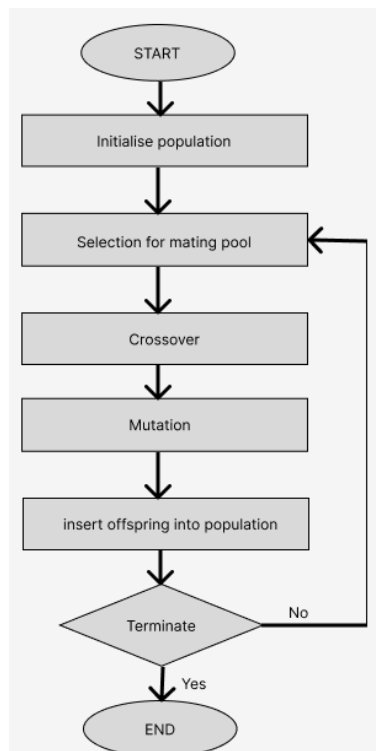 START
Initialise population
Selection for mating pool
Crossover
Mutation
insert offspring into population
Terminate
No
Yes
END